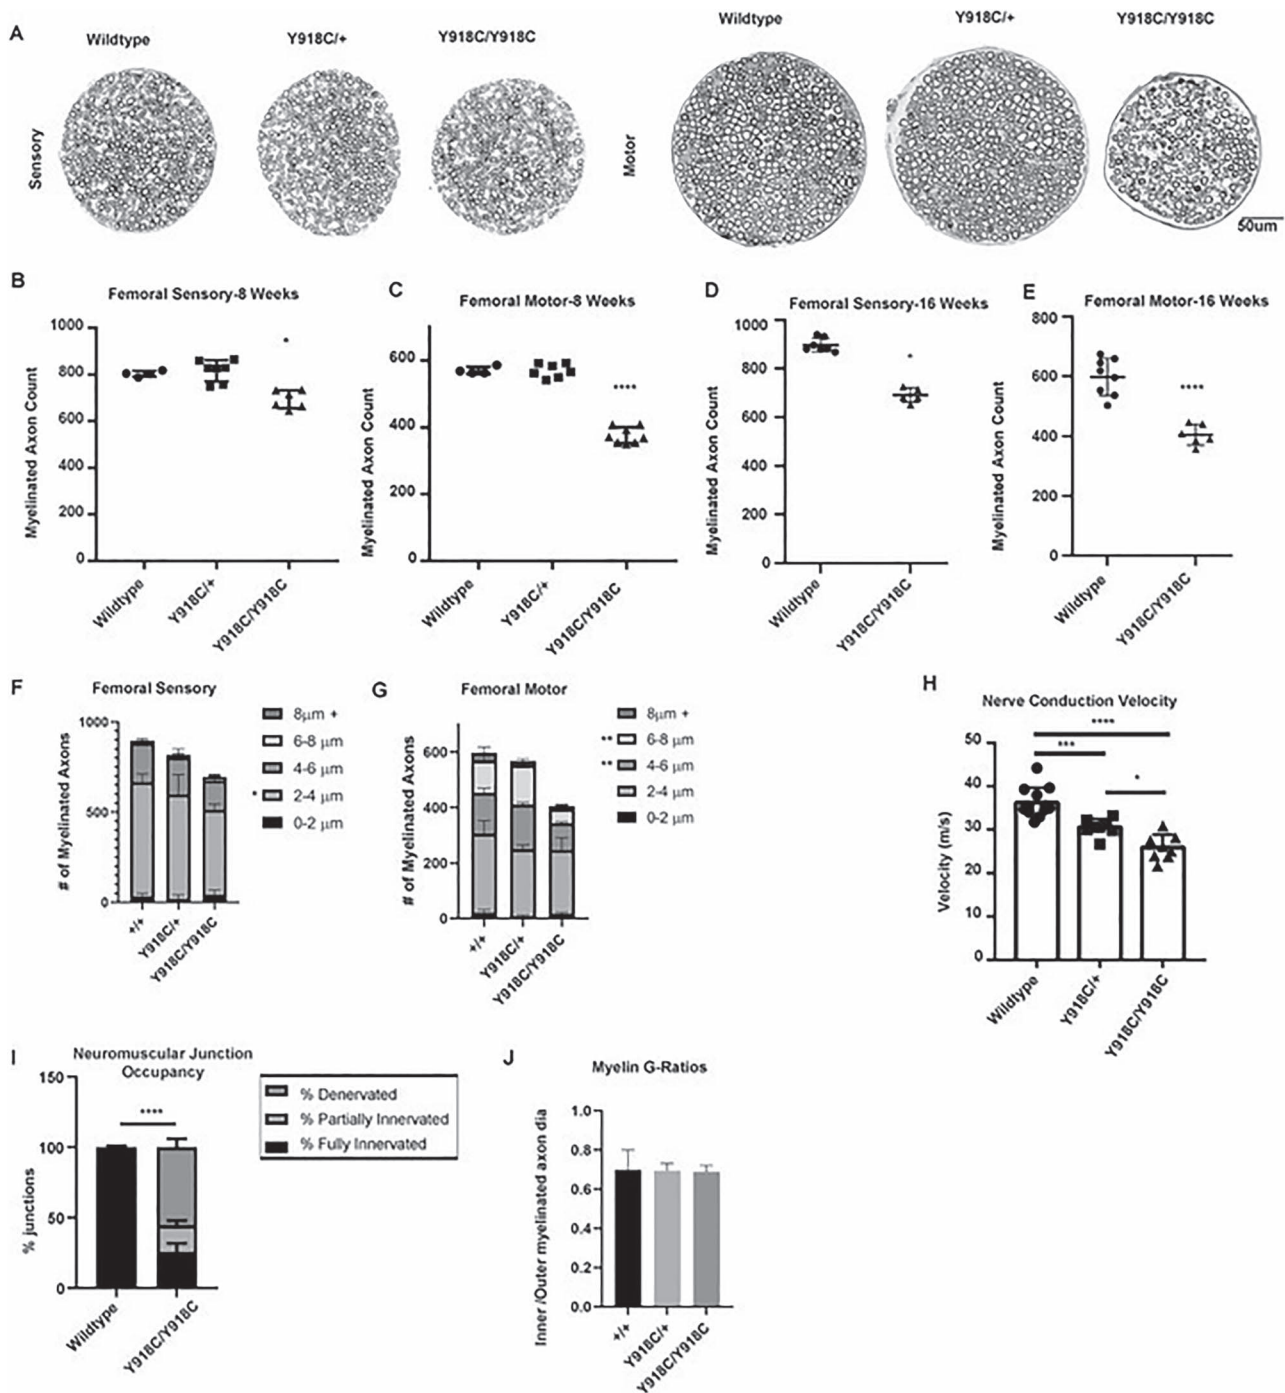 A
Wildtype
Y918C/+
Y918C/Y918C
Wildtype
Y918C/+
Y918C/Y918C
Sensory
Motor
50um
B
Femoral Sensory-8 Weeks
Myelinated Axon Count
1000
800
600
400
200
0
*
Wildtype
Y918C/+
Y918C/Y918C
C
Femoral Motor-8 Weeks
Myelinated Axon Count
600
400
200
0
****
Wildtype
Y918C/+
Y918C/Y918C
D
Femoral Sensory-16 Weeks
Myelinated Axon Count
1000
800
600
400
200
0
*
Wildtype
Y918C/Y918C
E
Femoral Motor-16 Weeks
Myelinated Axon Count
800
600
400
200
0
****
Wildtype
Y918C/Y918C
F
Femoral Sensory
# of Myelinated Axons
1000
500
0
+/+
Y918C/+
Y918C/Y918C
8μm +
6-8 μm
4-6 μm
* 2-4 μm
0-2 μm
G
Femoral Motor
# of Myelinated Axons
600
400
200
0
+/+
Y918C/+
Y918C/Y918C
8μm +
** 6-8 μm
** 4-6 μm
2-4 μm
0-2 μm
H
Nerve Conduction Velocity
Velocity (m/s)
50
40
30
20
10
0
****
***
*
Wildtype
Y918C/+
Y918C/Y918C
I
Neuromuscular Junction
Occupancy
% junctions
150
100
50
0
****
Wildtype
Y918C/Y918C
% Denervated
% Partially Innervated
% Fully Innervated
J
Myelin G-Ratios
Inner /Outer myelinated axon dia
1.0
0.8
0.6
0.4
0.2
0.0
+/+
Y918C/+
Y918C/Y918C